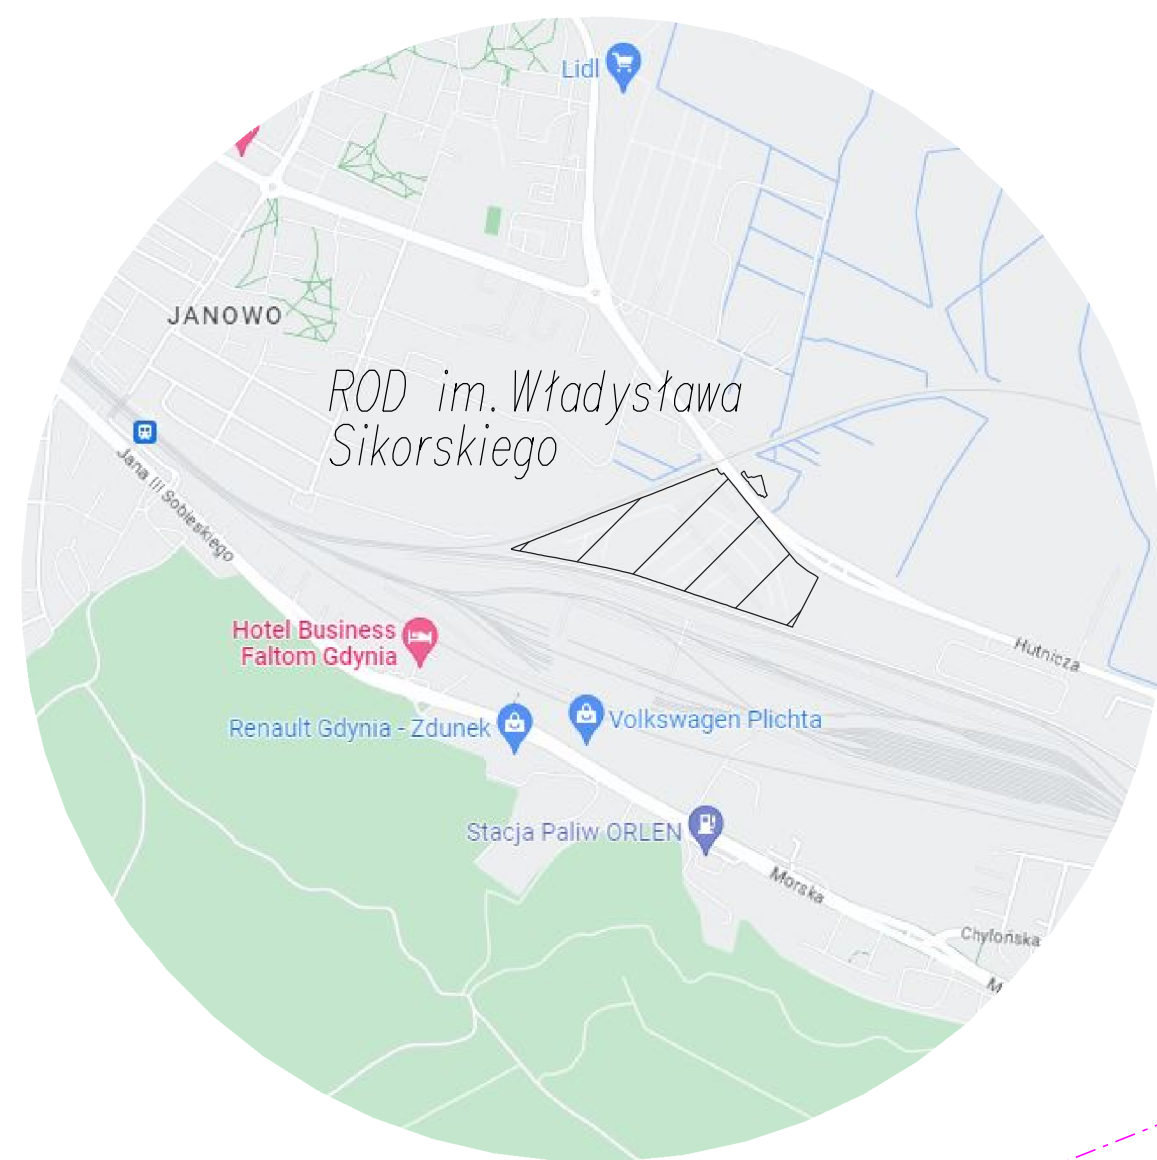 Lidl
JANOWO
ROD im. Władysława
Sikorskiego
Jana III Sobieskiego
Hotel Business
Faltom Gdynia
Hutnicza
Renault Gdynia - Zdunek
Volkswagen Plichta
Stacja Paliw ORLEN
Morska
Chylońska
M